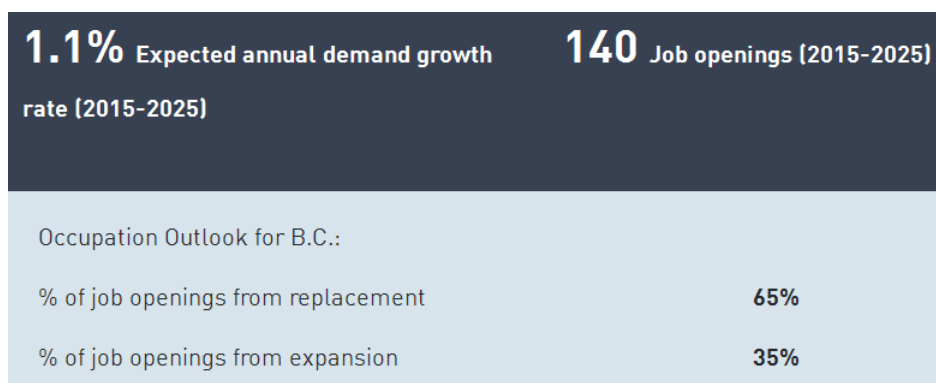 1.1% Expected annual demand growth
rate (2015-2025)
140 Job openings (2015-2025)
Occupation Outlook for B.C.:
% of job openings from replacement 65%
% of job openings from expansion 35%